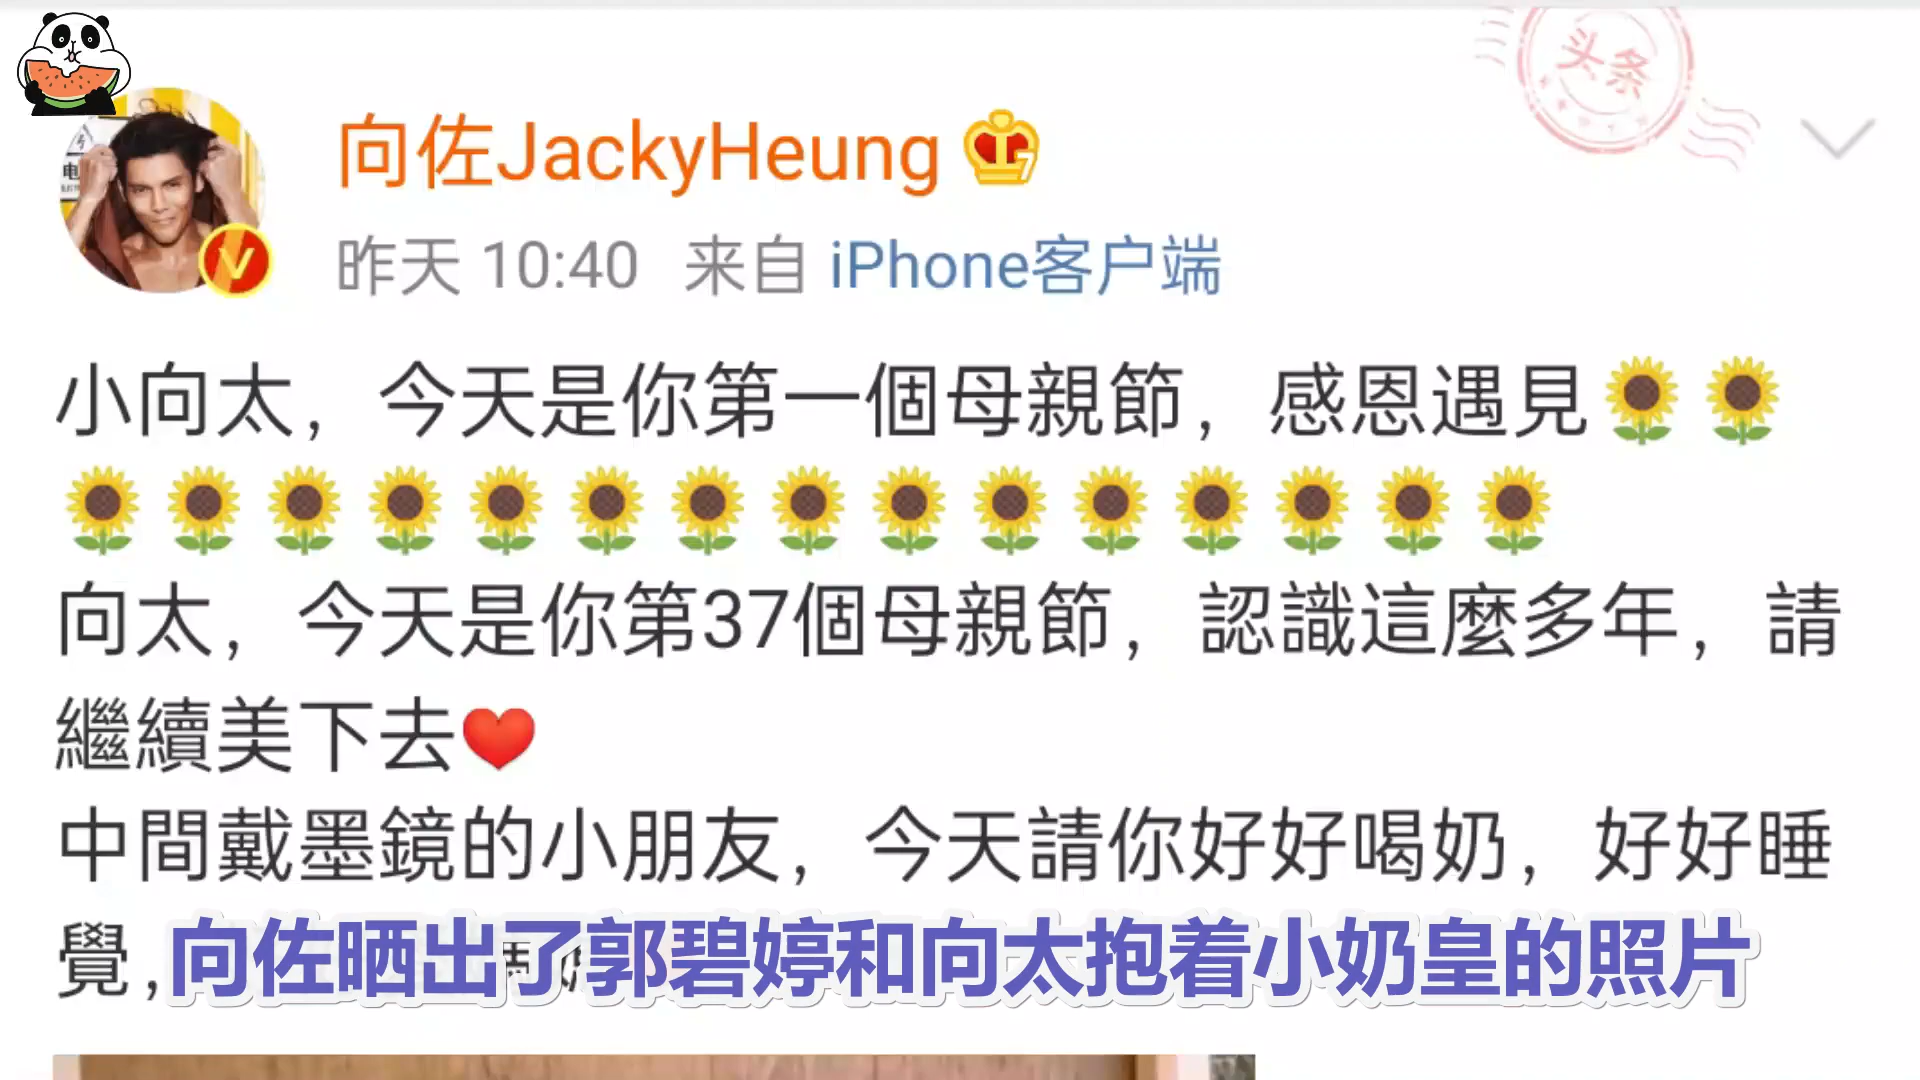 头条
向佐JackyHeung
昨天 10:40 来自 iPhone客户端
小向太，今天是你第一個母親節，感恩遇見🌻🌻
🌻🌻🌻🌻🌻🌻🌻🌻🌻🌻🌻🌻🌻🌻🌻
向太，今天是你第37個母親節，認識這麼多年，請
繼續美下去❤️
中間戴墨鏡的小朋友，今天請你好好喝奶，好好睡
覺，
向佐晒出了郭碧婷和向太抱着小奶皇的照片